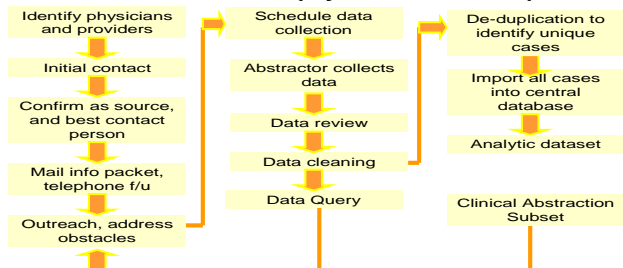 Identify physicians
and providers
Initial contact
Confirm as source,
and best contact
person
Mail info packet,
telephone f/u
Outreach, address
obstacles
Schedule data
collection
Abstractor collects
data
Data review
Data cleaning
Data Query
De-duplication to
identify unique
cases
Import all cases
into central
database
Analytic dataset
Clinical Abstraction
Subset